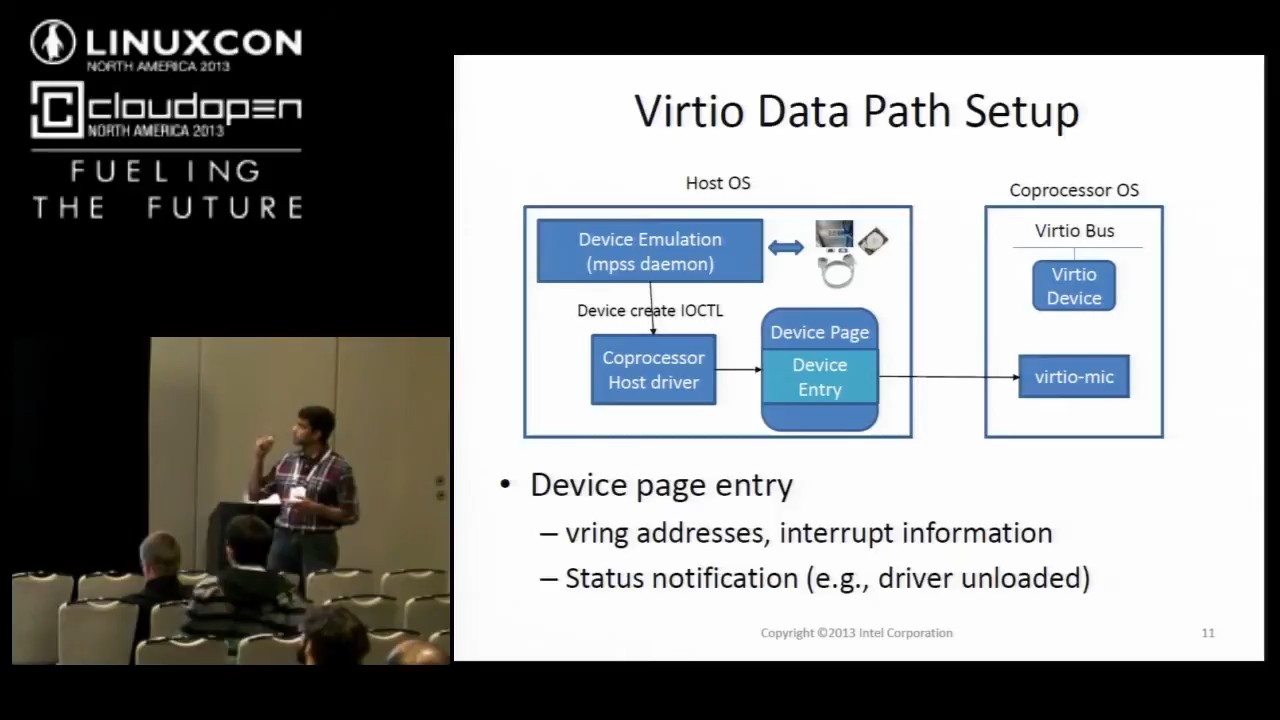 LINUXCON
NORTH AMERICA 2013
cloudopen
NORTH AMERICA 2013
FUELING
THE FUTURE
Virtio Data Path Setup
Host OS
Coprocessor OS
Device Emulation
(mpss daemon)
Virtio Bus
Virtio
Device
Device create IOCTL
Device Page
Coprocessor
Host driver
Device
Entry
virtio-mic
• Device page entry
– vring addresses, interrupt information
– Status notification (e.g., driver unloaded)
Copyright ©2013 Intel Corporation
11